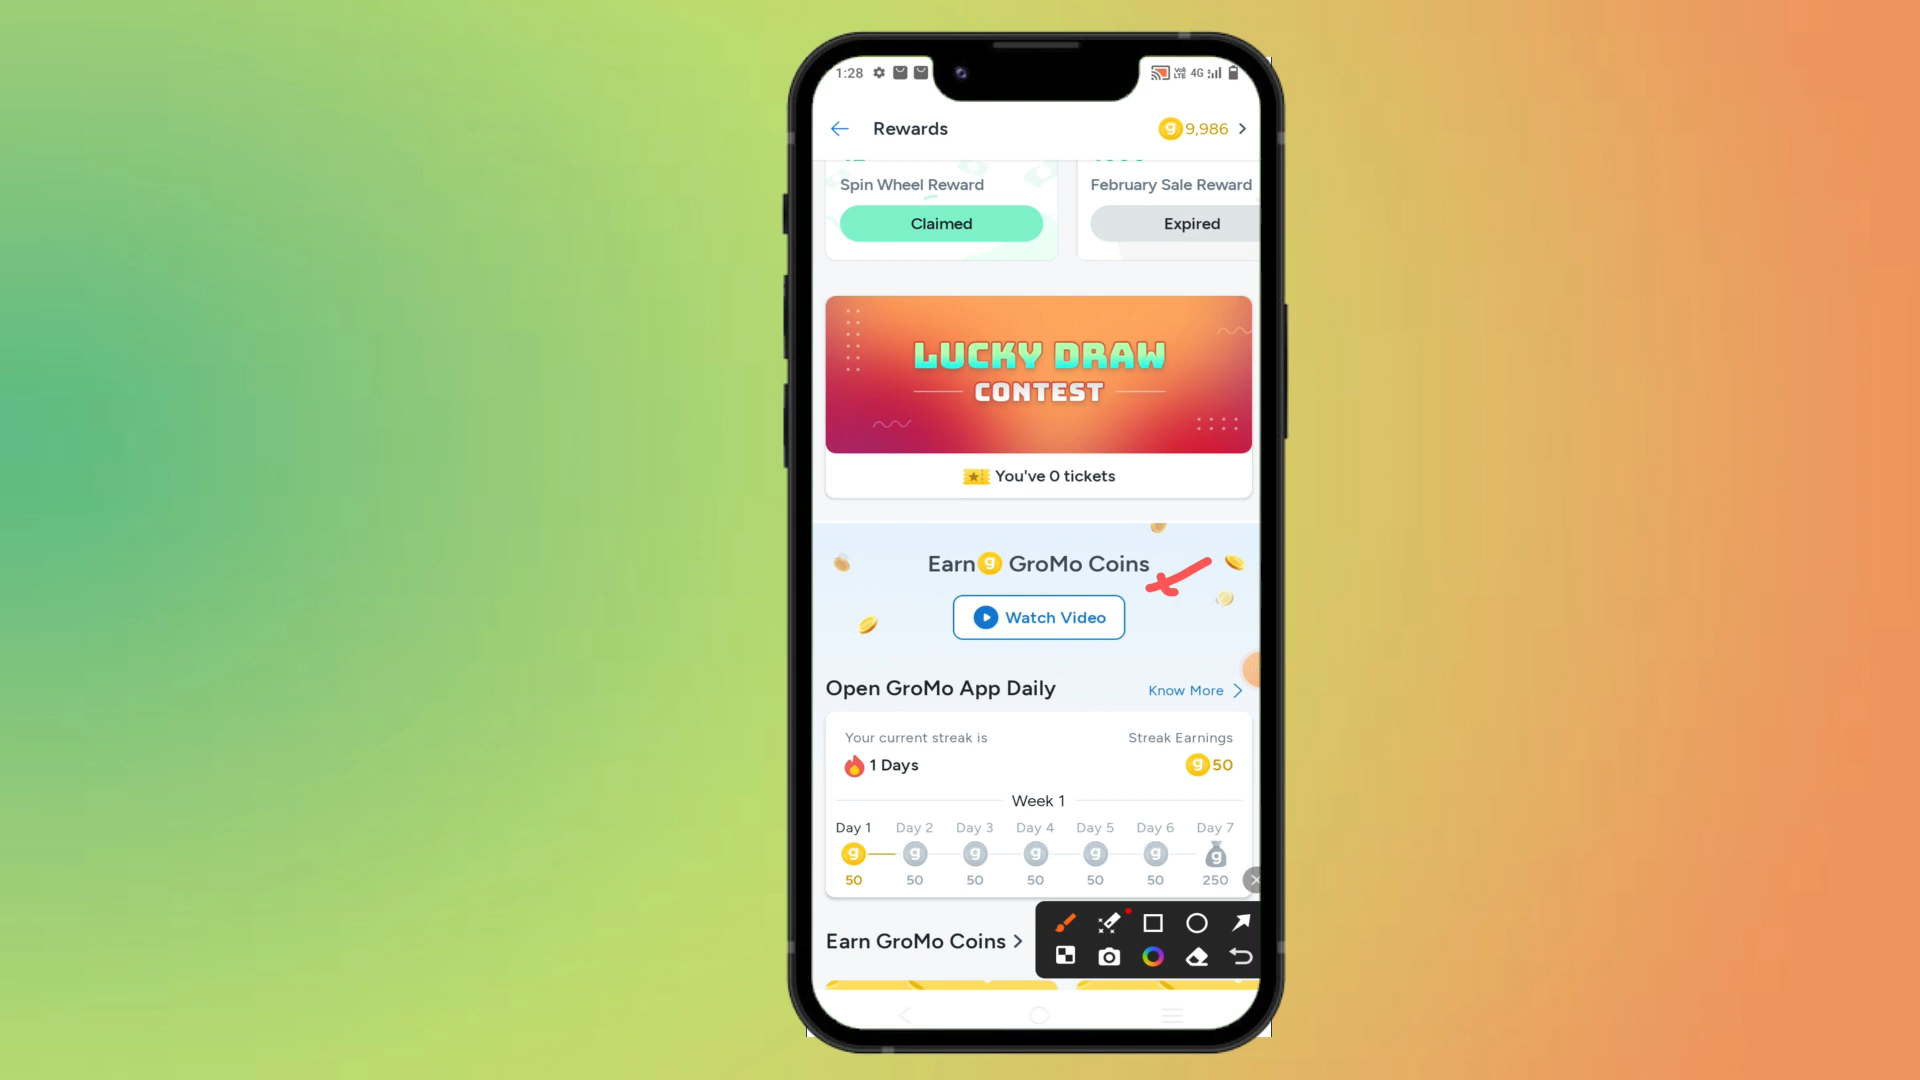 1:28
4G
Rewards
9,986
Spin Wheel Reward
February Sale Reward
Claimed
Expired
LUCKY DRAW
CONTEST
You've 0 tickets
Earn g GroMo Coins
Watch Video
Open GroMo App Daily
Know More
Your current streak is
Streak Earnings
1 Days
50
Week 1
Day 1 Day 2 Day 3 Day 4 Day 5 Day 6 Day 7
50 50 50 50 50 50 250
Earn GroMo Coins